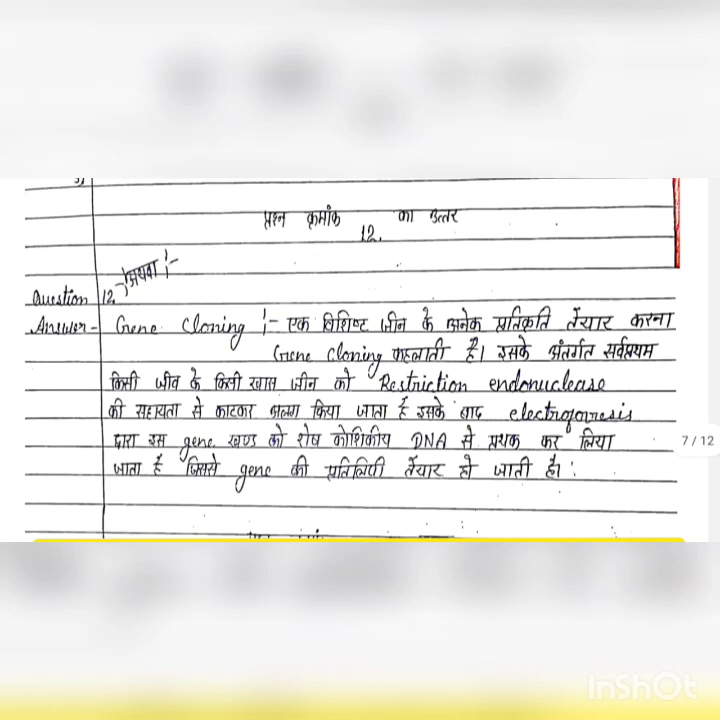 प्रश्न क्रमांक 12. का उत्तर
Question 12. अथवा :-
Answer - Gene Cloning :- एक विशिष्ट जीन के अनेक प्रतिकृति तैयार करना
Gene Cloning कहलाती है। इसके अंतर्गत सर्वप्रथम
किसी जीव के किसी खास जीन को Restriction endonuclease
की सहायता से काटकर अलग किया जाता है इसके बाद electroporesis
द्वारा इस gene खण्ड को शेष कोशिकीय DNA से प्रथक कर लिया
जाता है जिससे gene की प्रतिलिपी तैयार हो जाती है।
7/12
InShOt